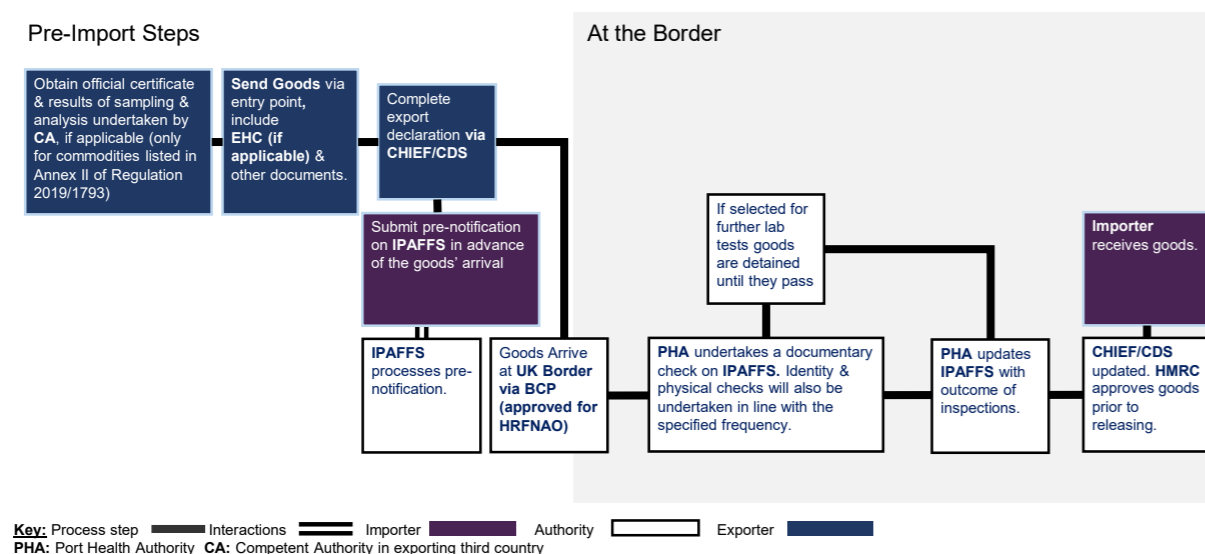 Pre-Import Steps
At the Border
Obtain official certificate
& results of sampling &
analysis undertaken by
CA, if applicable (only
for commodities listed in
Annex II of Regulation
2019/1793)
Send Goods via
entry point,
include
EHC (if
applicable) &
other documents.
Complete
export
declaration via
CHIEF/CDS
Submit pre-notification
on IPAFFS in advance
of the goods' arrival
IPAFFS
processes pre-
notification.
Goods Arrive
at UK Border
via BCP
(approved for
HRFNAO)
PHA undertakes a documentary
check on IPAFFS. Identity &
physical checks will also be
undertaken in line with the
specified frequency.
If selected for
further lab
tests goods
are detained
until they pass
PHA updates
IPAFFS with
outcome of
inspections.
CHIEF/CDS
updated. HMRC
approves goods
prior to
releasing.
Importer
receives goods.
Key: Process step Interactions Importer Authority Exporter
PHA: Port Health Authority CA: Competent Authority in exporting third country